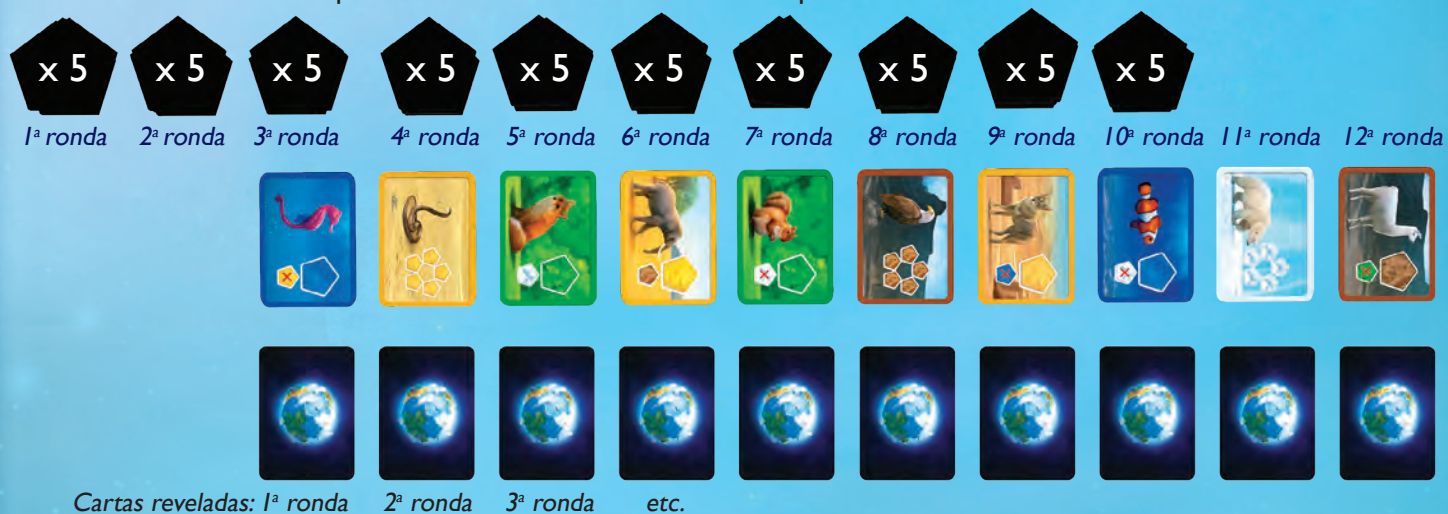 x 5 x 5 x 5 x 5 x 5 x 5 x 5 x 5 x 5 x 5
1ª ronda 2ª ronda 3ª ronda 4ª ronda 5ª ronda 6ª ronda 7ª ronda 8ª ronda 9ª ronda 10ª ronda 11ª ronda 12ª ronda
Cartas reveladas: 1ª ronda 2ª ronda 3ª ronda etc.